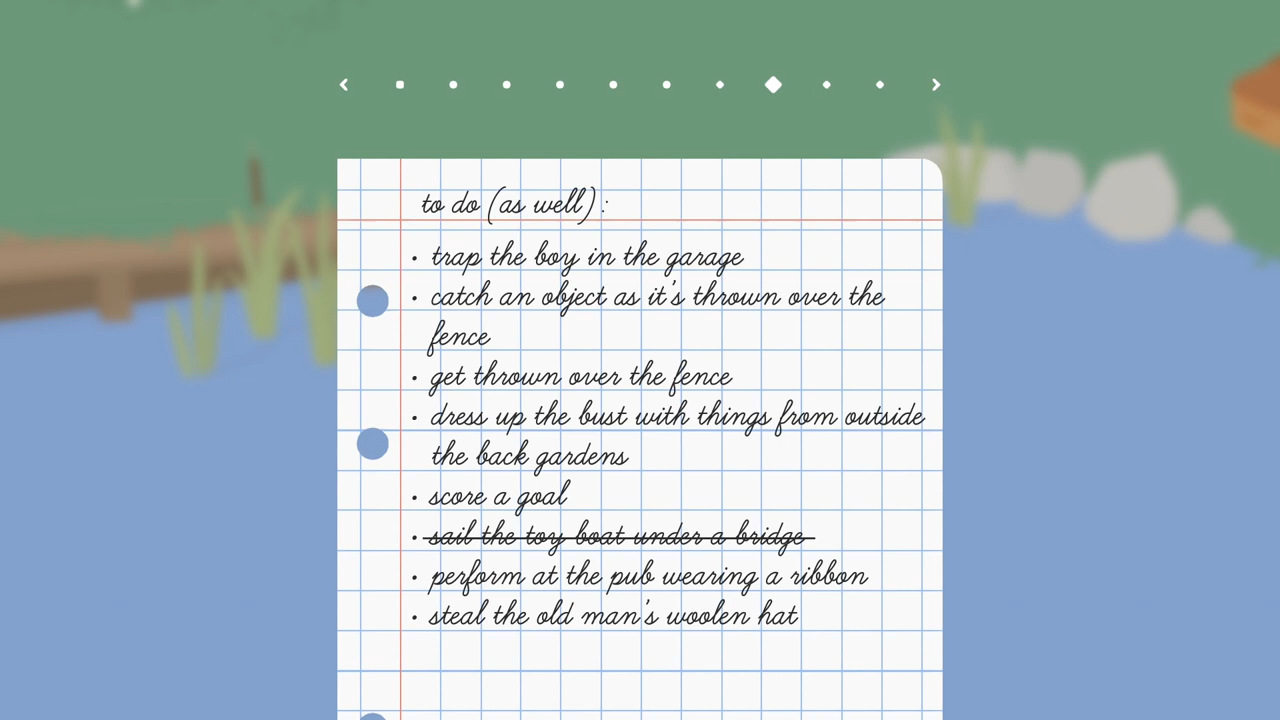 to do (as well):
• trap the boy in the garage
• catch an object as it's thrown over the
fence
• get thrown over the fence
• dress up the bust with things from outside
the back gardens
• score a goal
• sail the toy boat under a bridge
• perform at the pub wearing a ribbon
• steal the old man's woolen hat